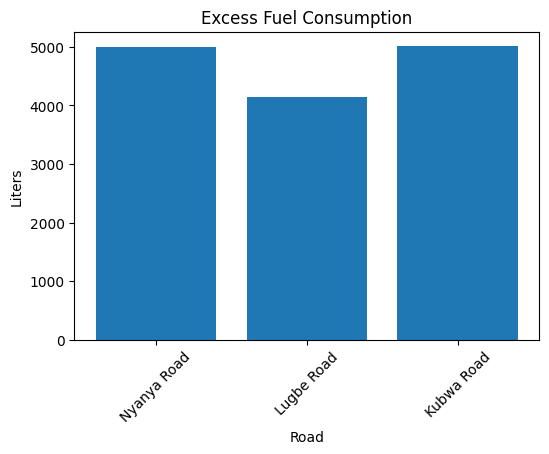 Excess Fuel Consumption
5000
4000
3000
2000
1000
0
Liters
Nyanya Road
Lugbe Road
Kubwa Road
Road